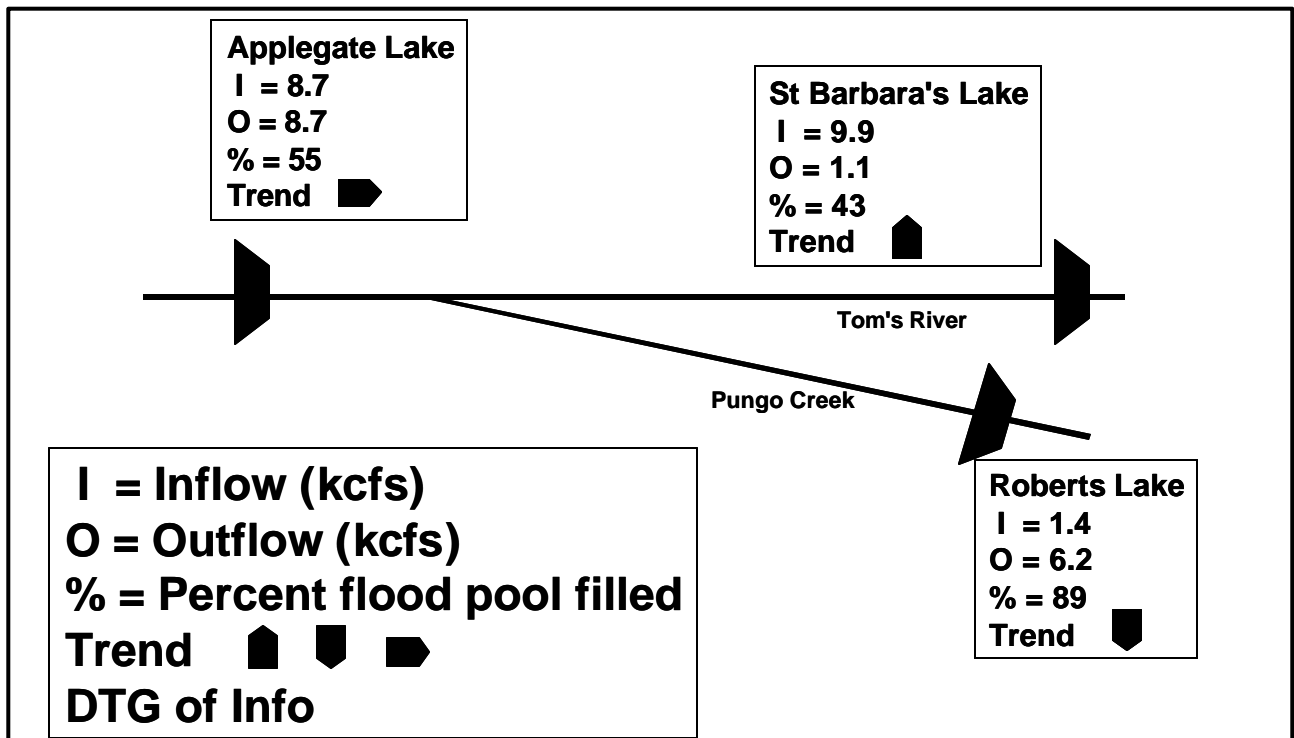 Applegate Lake
I = 8.7
O = 8.7
% = 55
Trend
St Barbara's Lake
I = 9.9
O = 1.1
% = 43
Trend
Tom's River
Pungo Creek
Roberts Lake
I = 1.4
O = 6.2
% = 89
Trend
I = Inflow (kcfs)
O = Outflow (kcfs)
% = Percent flood pool filled
Trend
DTG of Info